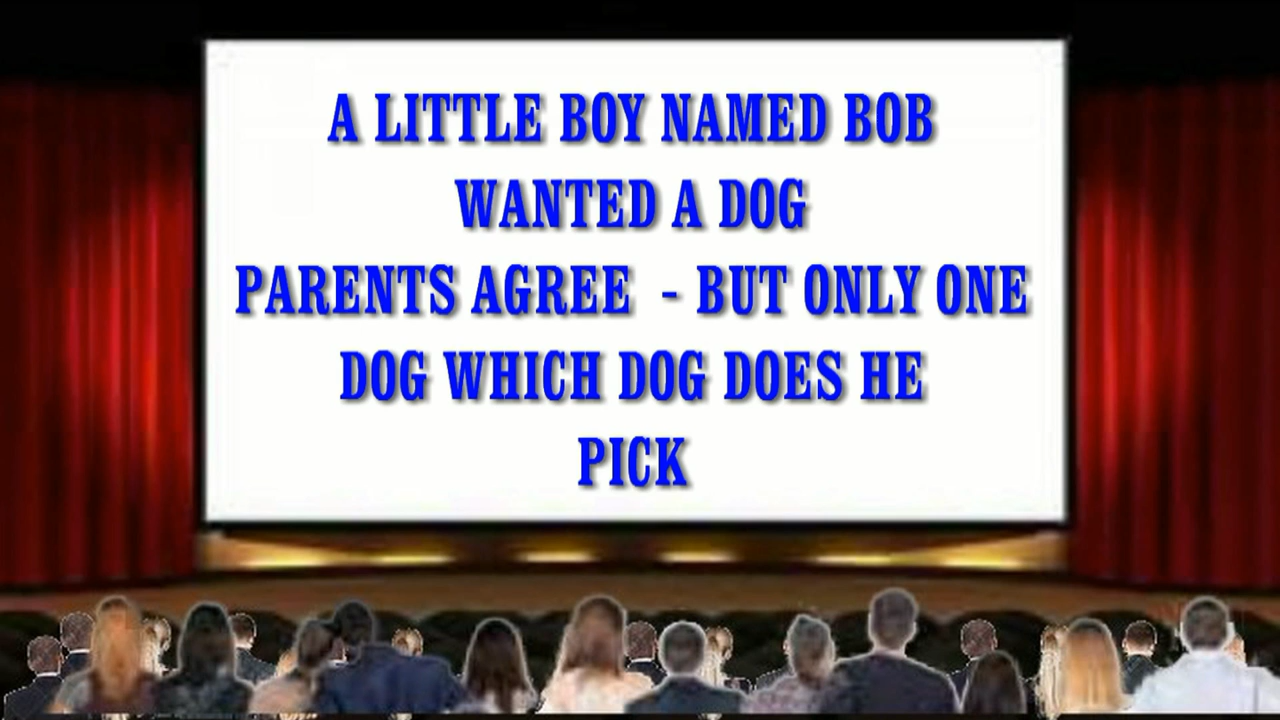 A LITTLE BOY NAMED BOB
WANTED A DOG
PARENTS AGREE - BUT ONLY ONE
DOG WHICH DOG DOES HE
PICK